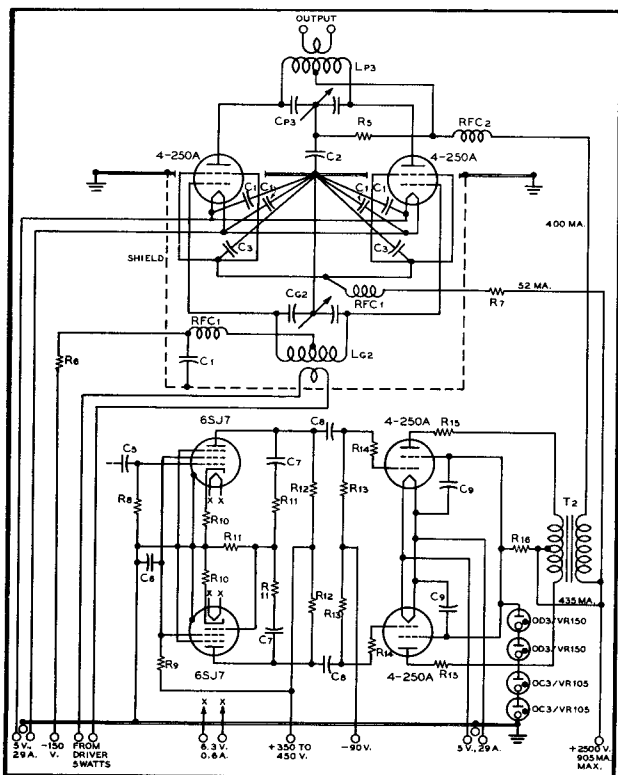 OUTPUT
LP3
CP3
R5
RFC2
4-250A
C2
4-250A
C1
C1
C1
C1
400 MA.
C3
C3
SHIELD
52 MA.
CG2
RFC1
R7
RFC1
LG2
R6
C1
6SJ7
C8
4-250A
R15
C5
C7
R14
R8
R12
R13
C9
T2
R10
R11
R11
R16
C6
R10
R11
R12
R13
C9
435 MA.
OD3/VR150
C7
R14
OD3/VR150
R9
6SJ7
C8
4-250A
R15
OC3/VR105
OC3/VR105
X X
X X
X X
5 V., 29 A.
-150 V.
FROM DRIVER 5 WATTS
6.3 V. 0.6 A.
+350 TO 450 V.
-90 V.
5 V., 29 A.
+2500 V. 905 MA. MAX.